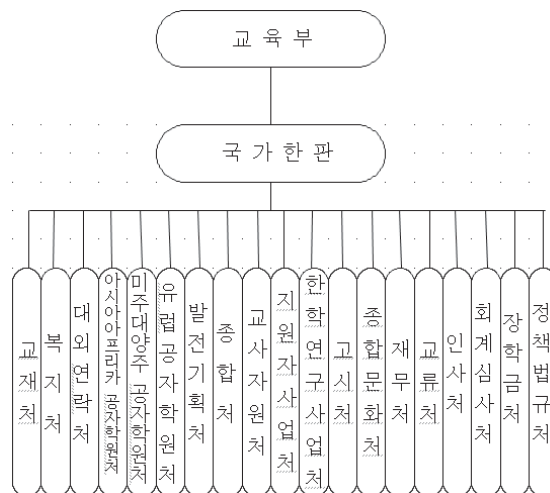 교육부
국가한판
교재처
복지처
대외연락처
아시아아프리카 공자학원처
미주대양주 공자학원처
유럽공자학원처
발전기획처
종합처
교사자원처
지원자사업처
한학연구사업처
고시처
종합문화처
재무처
교류처
인사처
회계심사처
장학금처
정책법규처